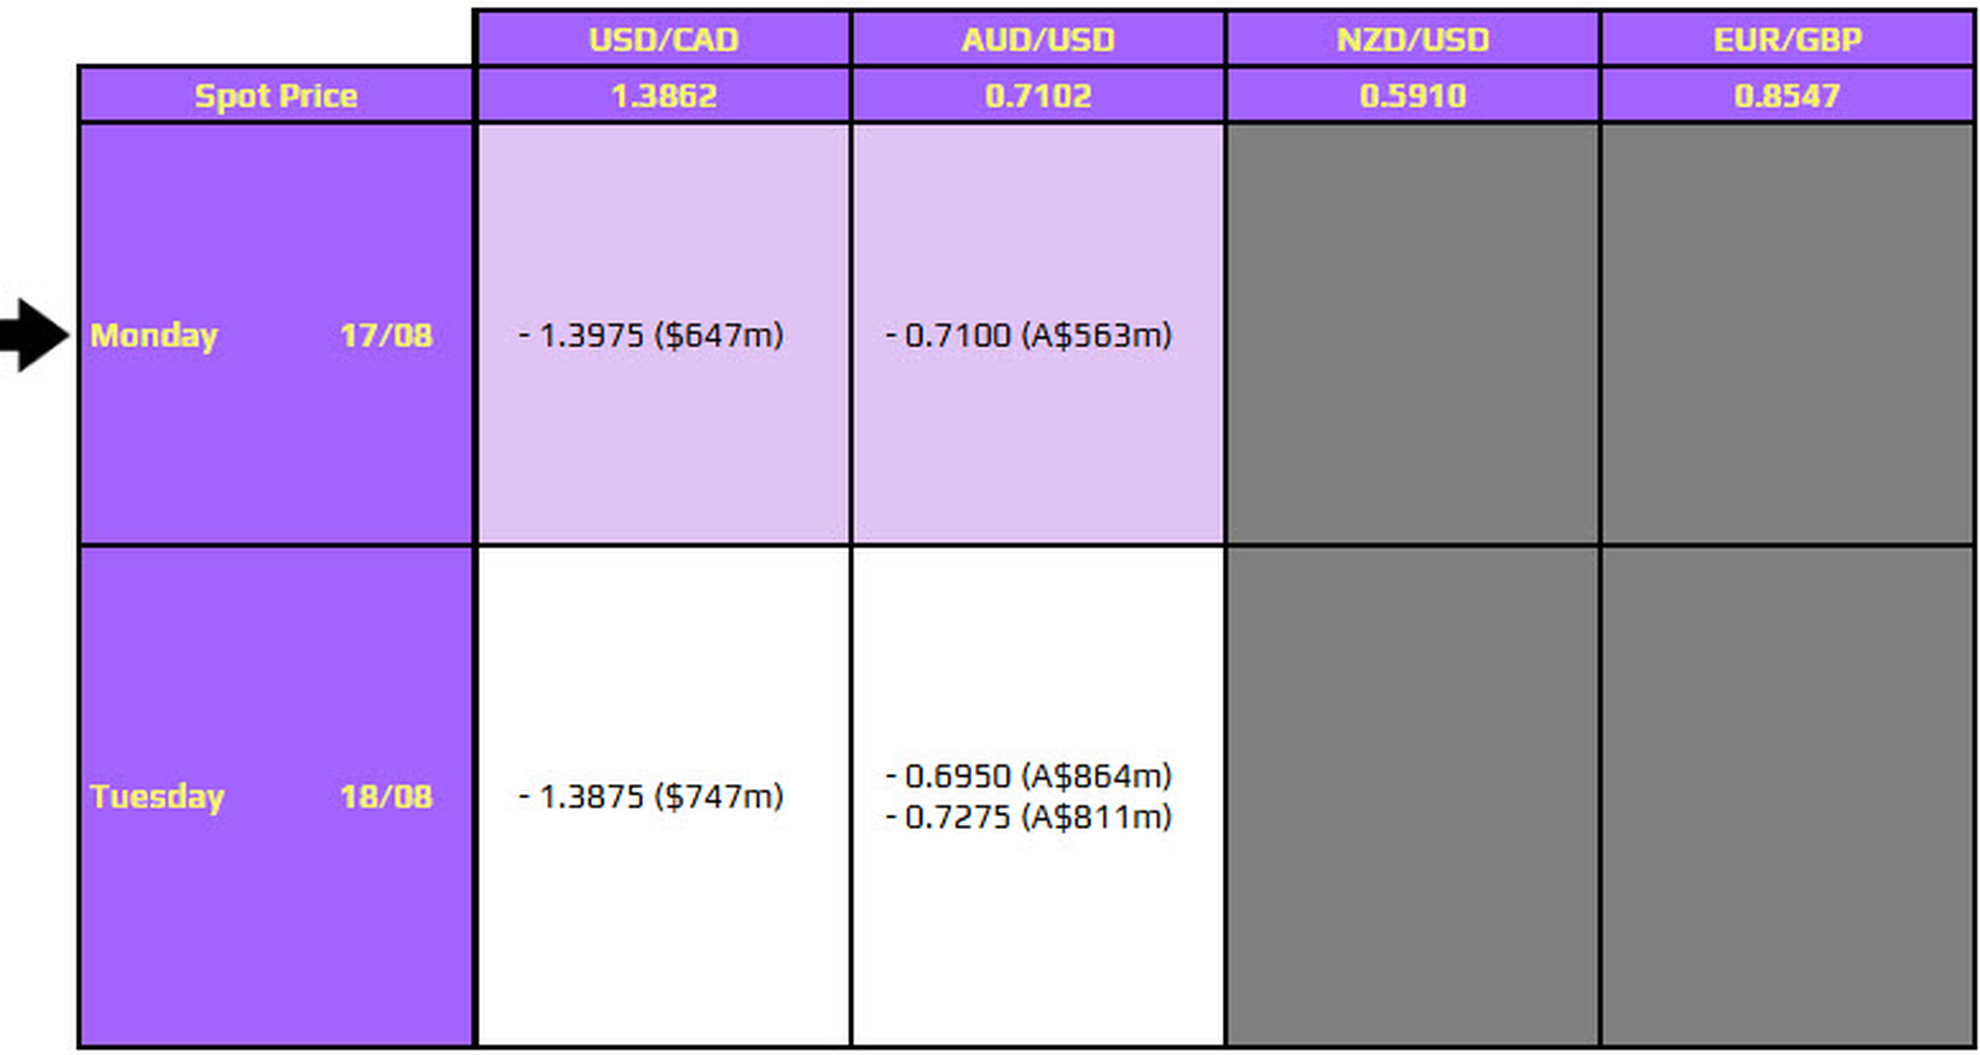 USD/CAD AUD/USD NZD/USD EUR/GBP
Spot Price 1.3862 0.7102 0.5910 0.8547
Monday 17/08 - 1.3975 ($647m) - 0.7100 (A$563m)
Tuesday 18/08 - 1.3875 ($747m) - 0.6950 (A$864m)
- 0.7275 (A$811m)